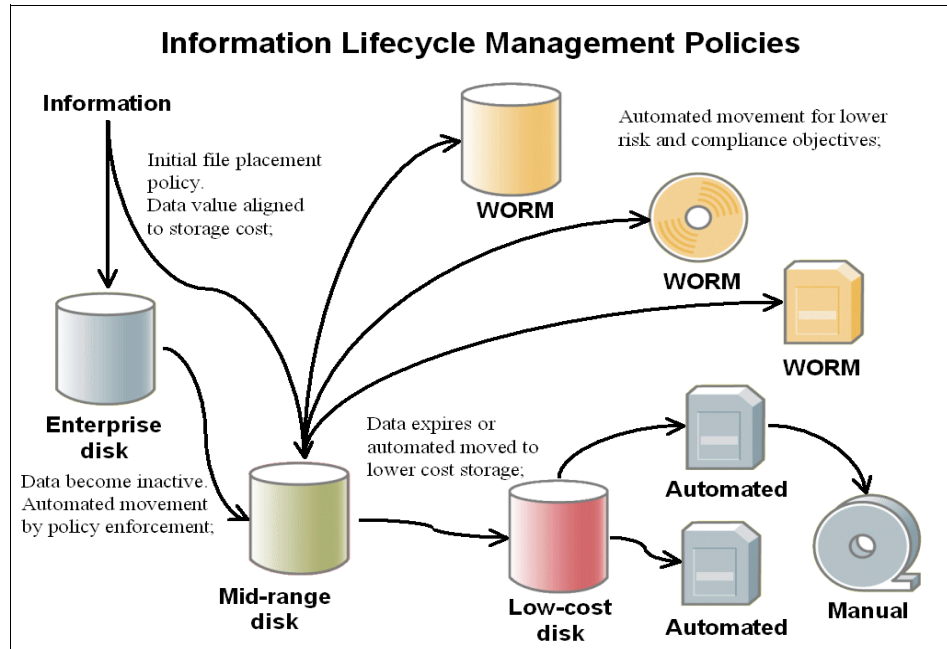 Information Lifecycle Management Policies
Information
Initial file placement
policy.
Data value aligned
to storage cost;
WORM
Automated movement for lower
risk and compliance objectives;
WORM
WORM
Enterprise
disk
Data become inactive.
Automated movement
by policy enforcement;
Mid-range
disk
Data expires or
automated moved to
lower cost storage;
Low-cost
disk
Automated
Automated
Manual